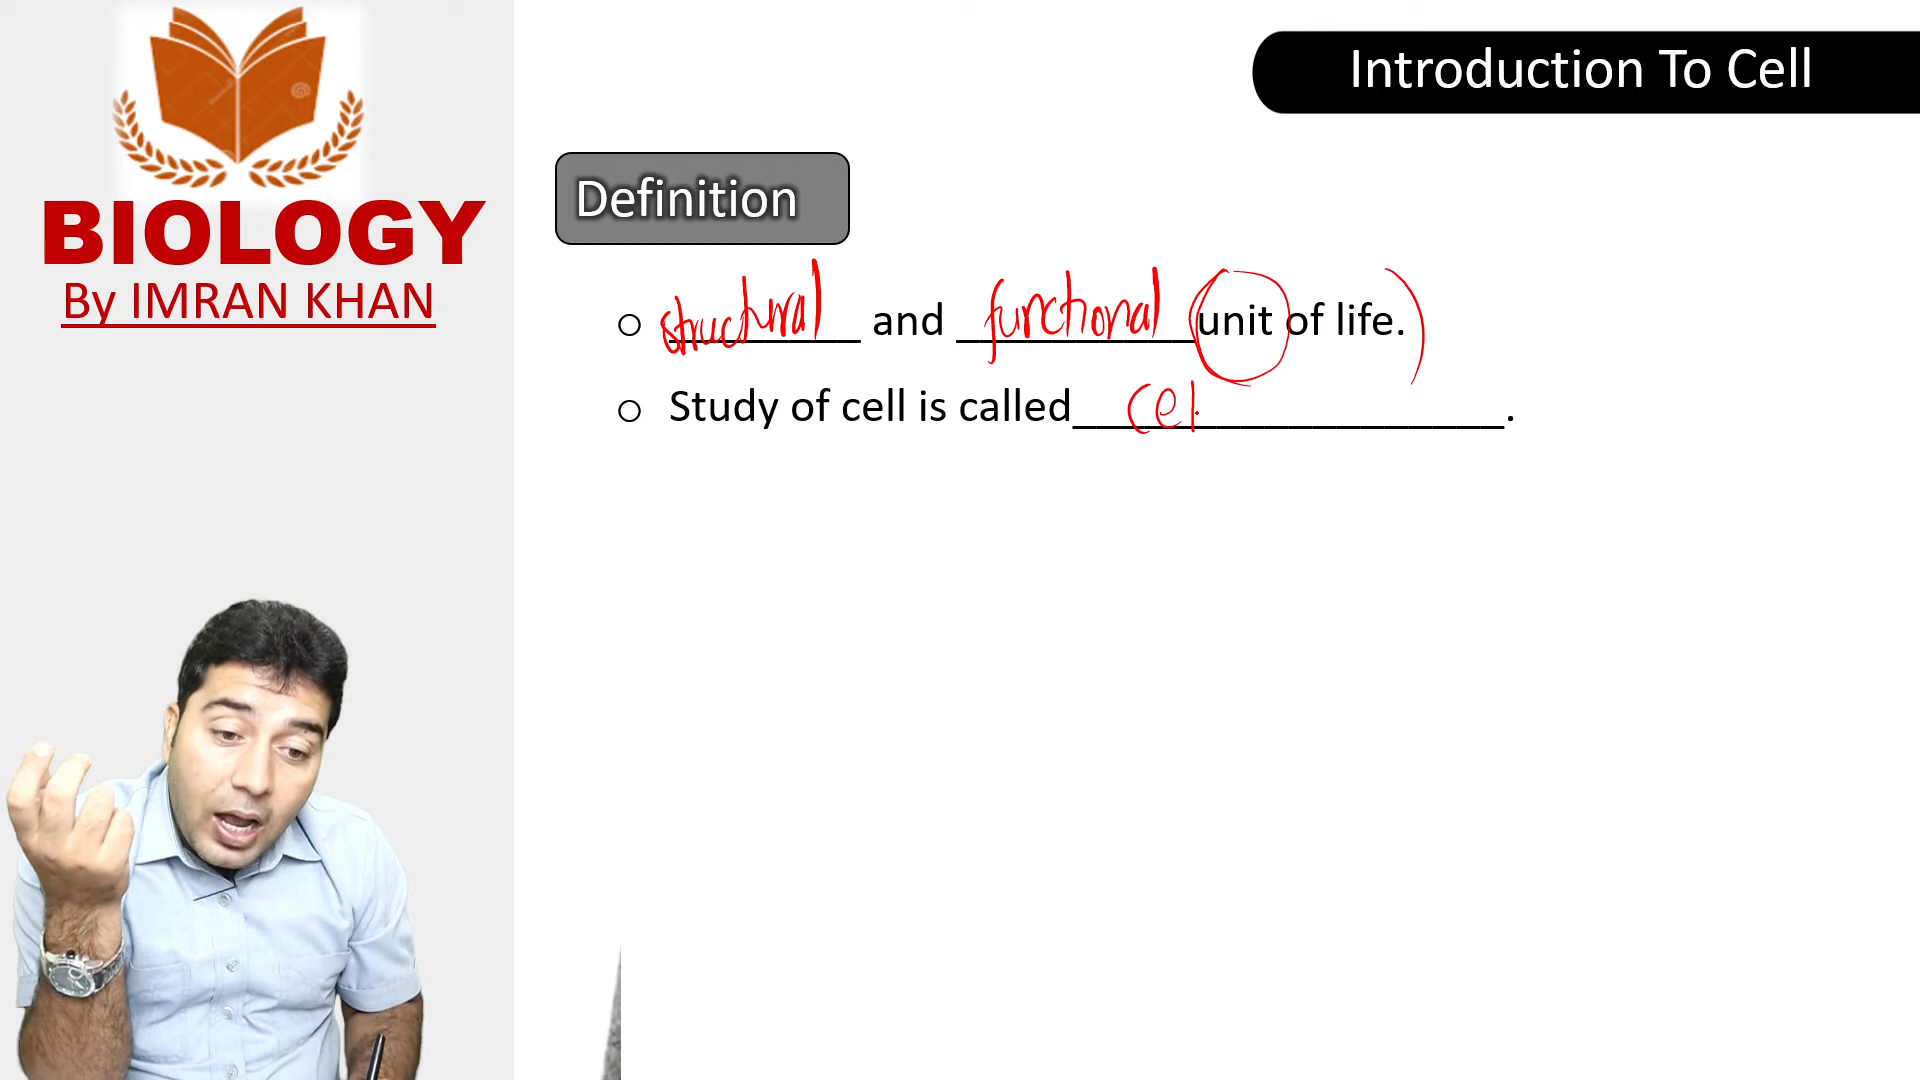 BIOLOGY
By IMRAN KHAN
Introduction To Cell
Definition
structural and functional unit of life.
Study of cell is called cel .